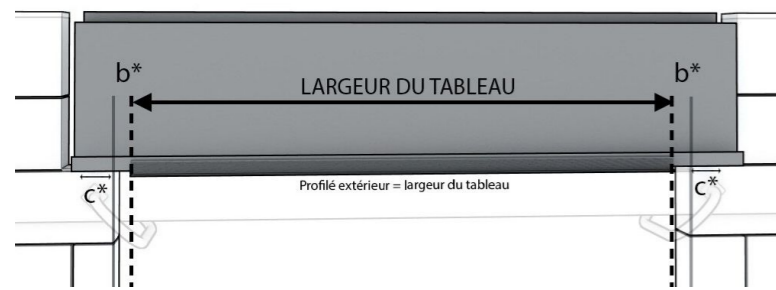 b*
b*
LARGEUR DU TABLEAU
Profilé extérieur = largeur du tableau
c*
c*